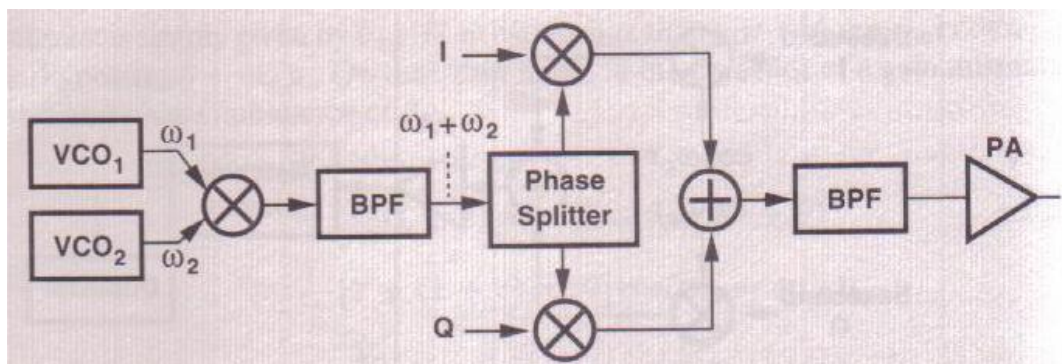 I
ω₁
VCO₁
ω₁+ω₂
PA
BPF
Phase
Splitter
BPF
VCO₂
ω₂
Q